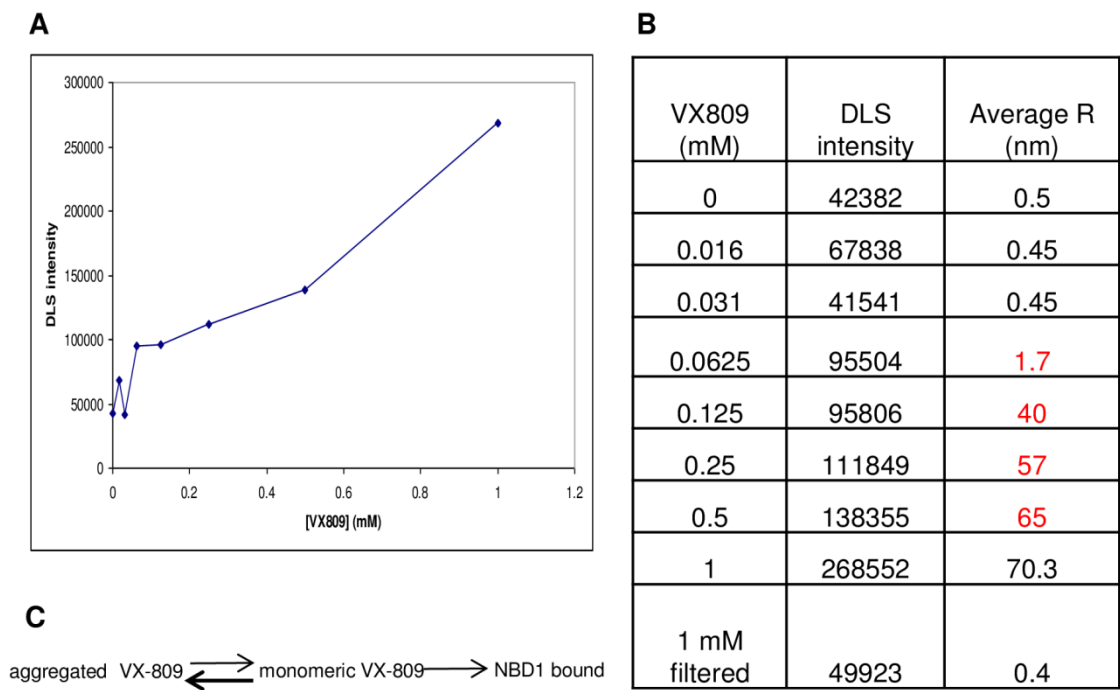 A
300000
250000
200000
150000
100000
50000
0
DLS intensity
0 0.2 0.4 0.6 0.8 1 1.2
[VX809] (mM)
B
VX809 (mM) DLS intensity Average R (nm)
0 42382 0.5
0.016 67838 0.45
0.031 41541 0.45
0.0625 95504 1.7
0.125 95806 40
0.25 111849 57
0.5 138355 65
1 268552 70.3
1 mM filtered 49923 0.4
C
aggregated VX-809 monomeric VX-809 NBD1 bound